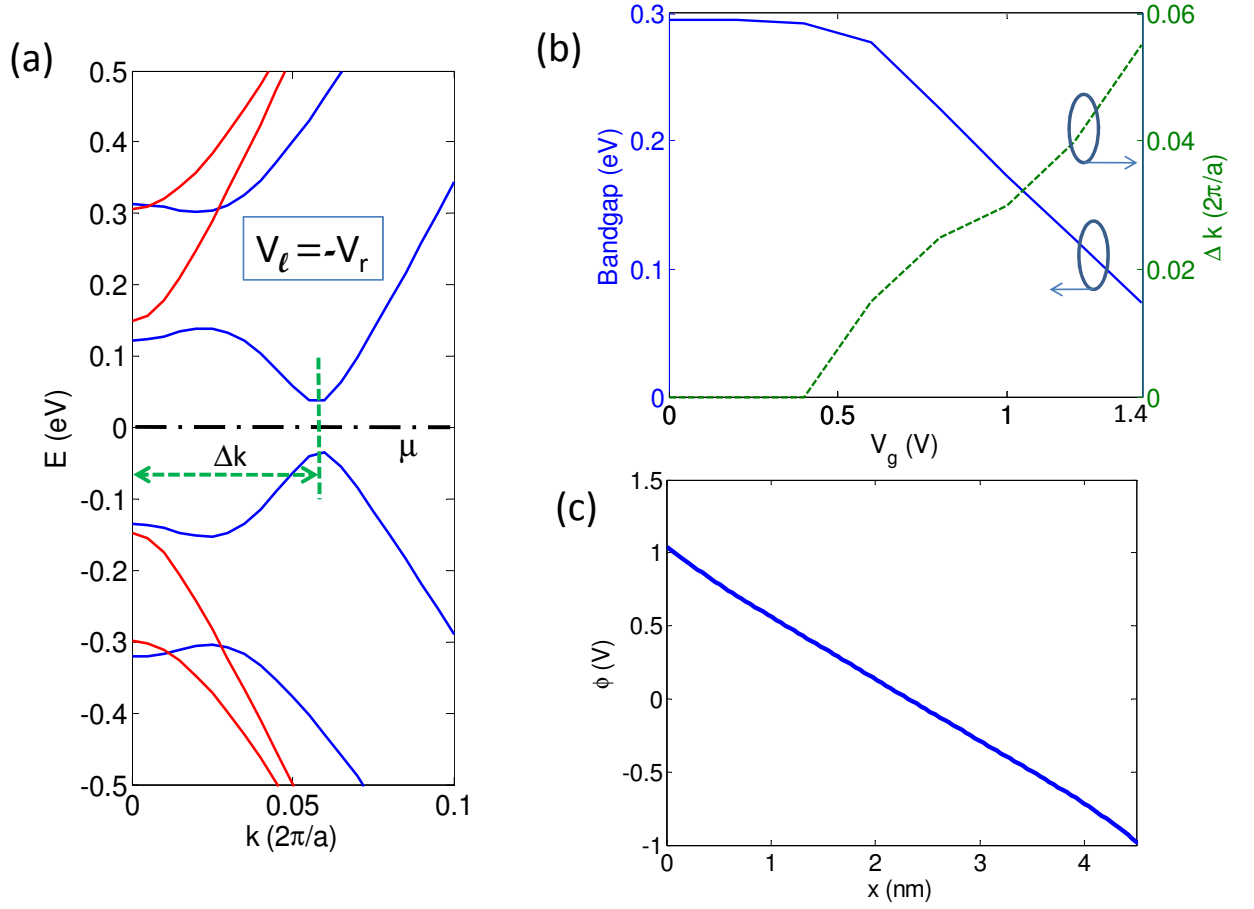 (a)
0.5
0.4
0.3
0.2
0.1
0
-0.1
-0.2
-0.3
-0.4
-0.5
E (eV)
V_ℓ =-V_r
μ
Δk
0
0.05
0.1
k (2π/a)
(b)
0.3
0.2
0.1
0
Bandgap (eV)
0.06
0.04
0.02
0
Δ k (2π/a)
0
0.5
1
1.4
V_g (V)
(c)
1.5
1
0.5
0
-0.5
-1
ϕ (V)
0
1
2
3
4
x (nm)